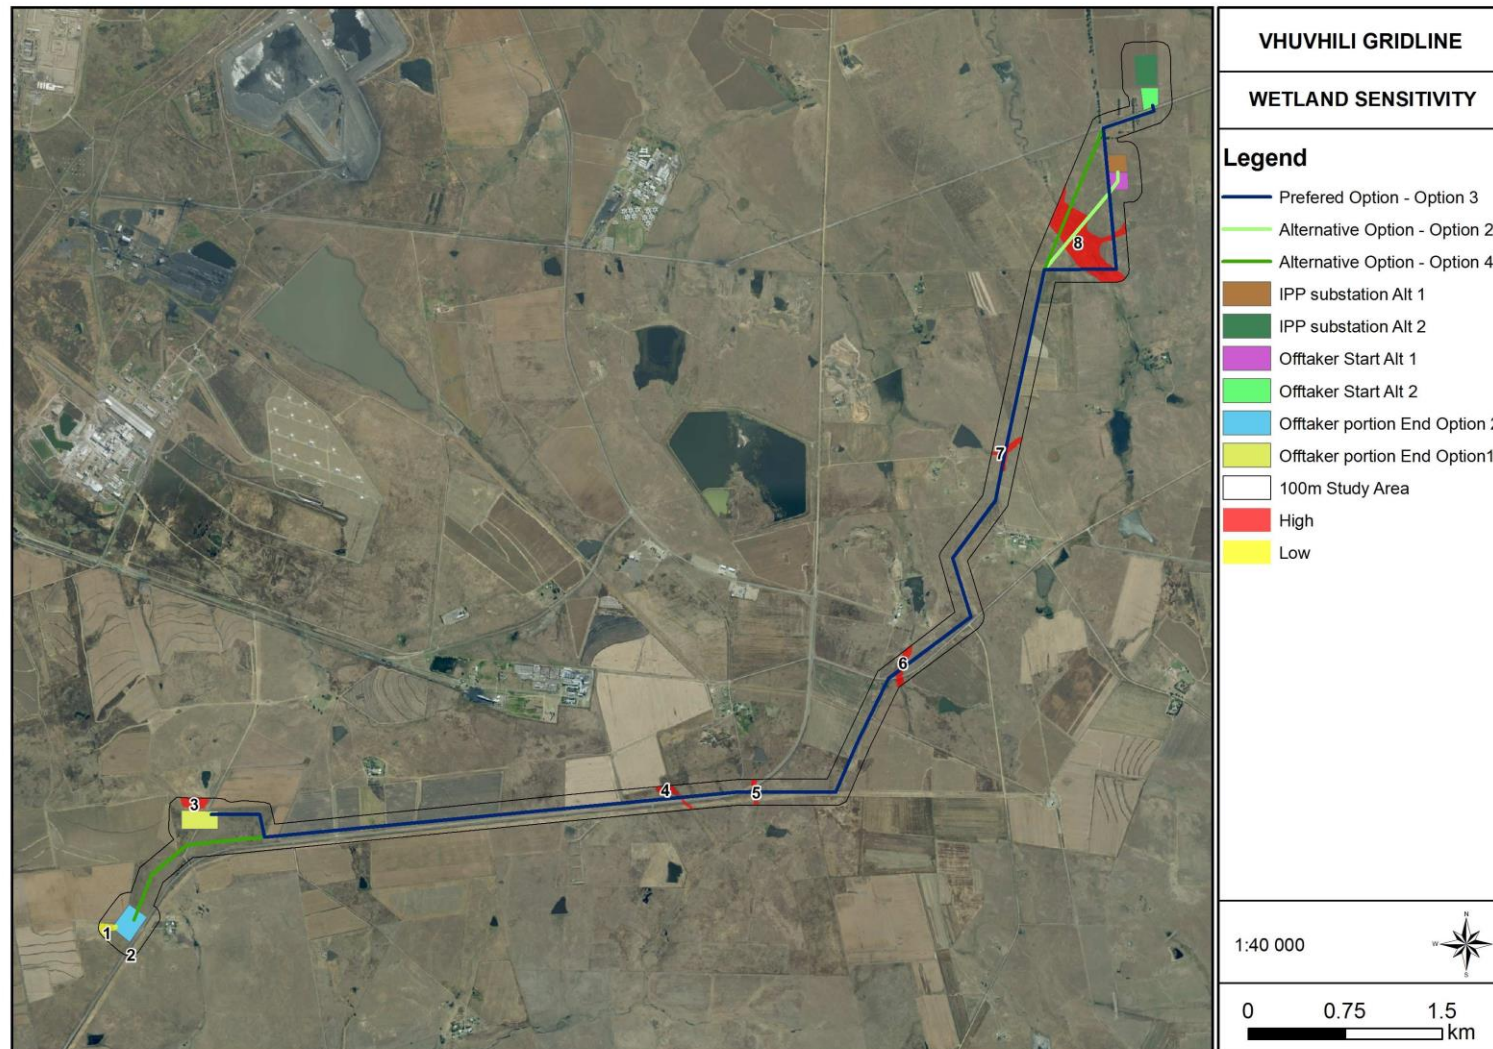 VHUVHILI GRIDLINE
WETLAND SENSITIVITY
Legend
Prefered Option - Option 3
Alternative Option - Option 2
Alternative Option - Option 4
IPP substation Alt 1
IPP substation Alt 2
Offtaker Start Alt 1
Offtaker Start Alt 2
Offtaker portion End Option 2
Offtaker portion End Option1
100m Study Area
High
Low
8
7
6
5
4
3
1
2
1:40 000
N
W
S
0 0.75 1.5
km